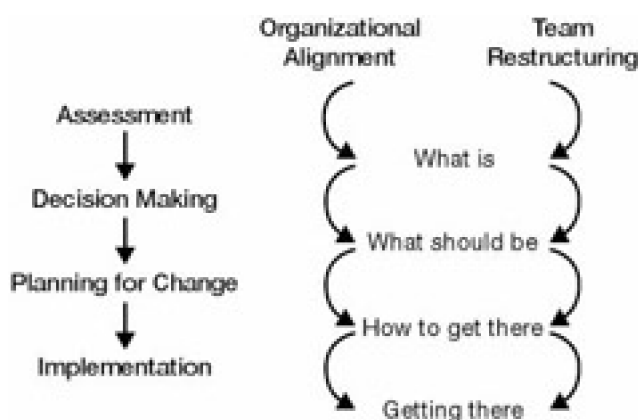 Organizational
Alignment
Team
Restructuring
Assessment
What is
Decision Making
What should be
Planning for Change
How to get there
Implementation
Getting there